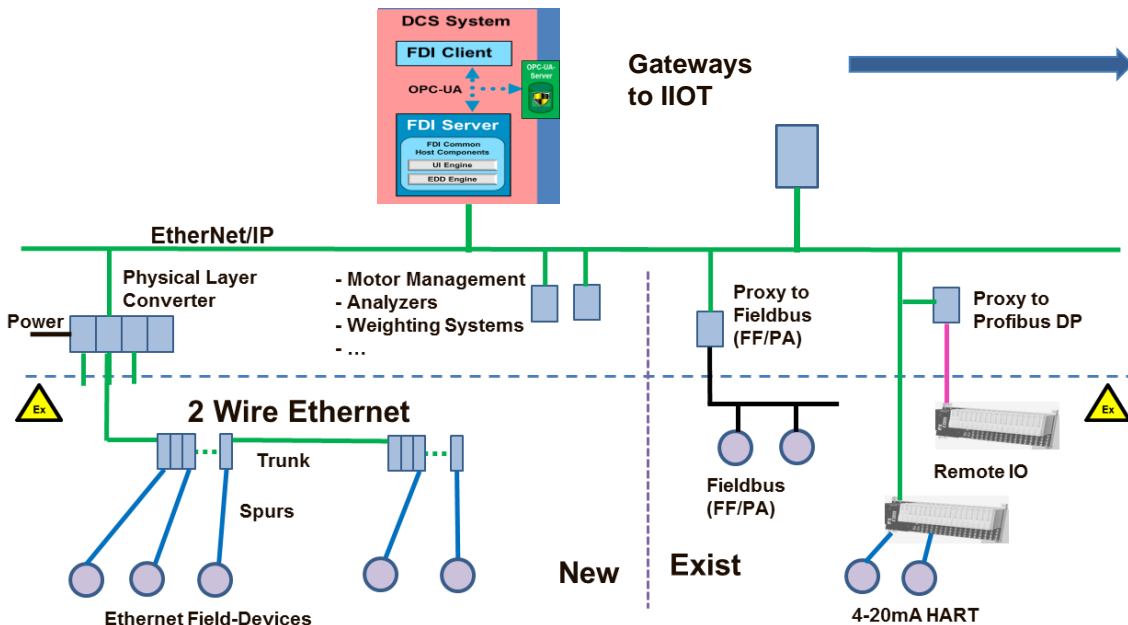 DCS System
FDI Client
OPC-UA-
Server
OPC-UA
FDI Server
FDI Common
Host Components
UI Engine
EDD Engine
Gateways
to IIOT
EtherNet/IP
Physical Layer
Converter
Power
- Motor Management
- Analyzers
- Weighting Systems
- ...
Proxy to
Fieldbus
(FF/PA)
Proxy to
Profibus DP
Ex
Ex
2 Wire Ethernet
Trunk
Spurs
Fieldbus
(FF/PA)
Remote IO
New
Exist
Ethernet Field-Devices
4-20mA HART